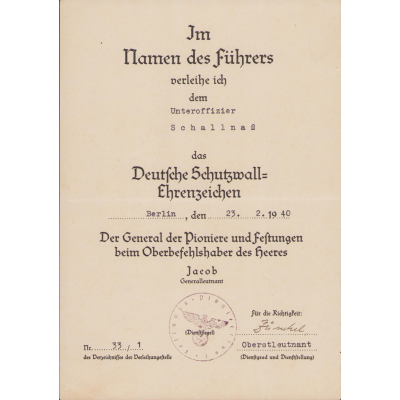 Im
Namen des Führers
verleihe ich
dem
Unteroffizier
Schallnaß
das
Deutsche Schutzwall=
Ehrenzeichen
Berlin, den 23. 2. 1940
Der General der Pioniere und Festungen
beim Oberbefehlshaber des Heeres
Jacob
Generalleutnant
Für die Richtigkeit:
(Dienstsiegel)
Oberstleutnant
Nr. 33 / 1
des Verzeichnisses der Verleihungsstelle
(Dienstgrad und Dienststellung)